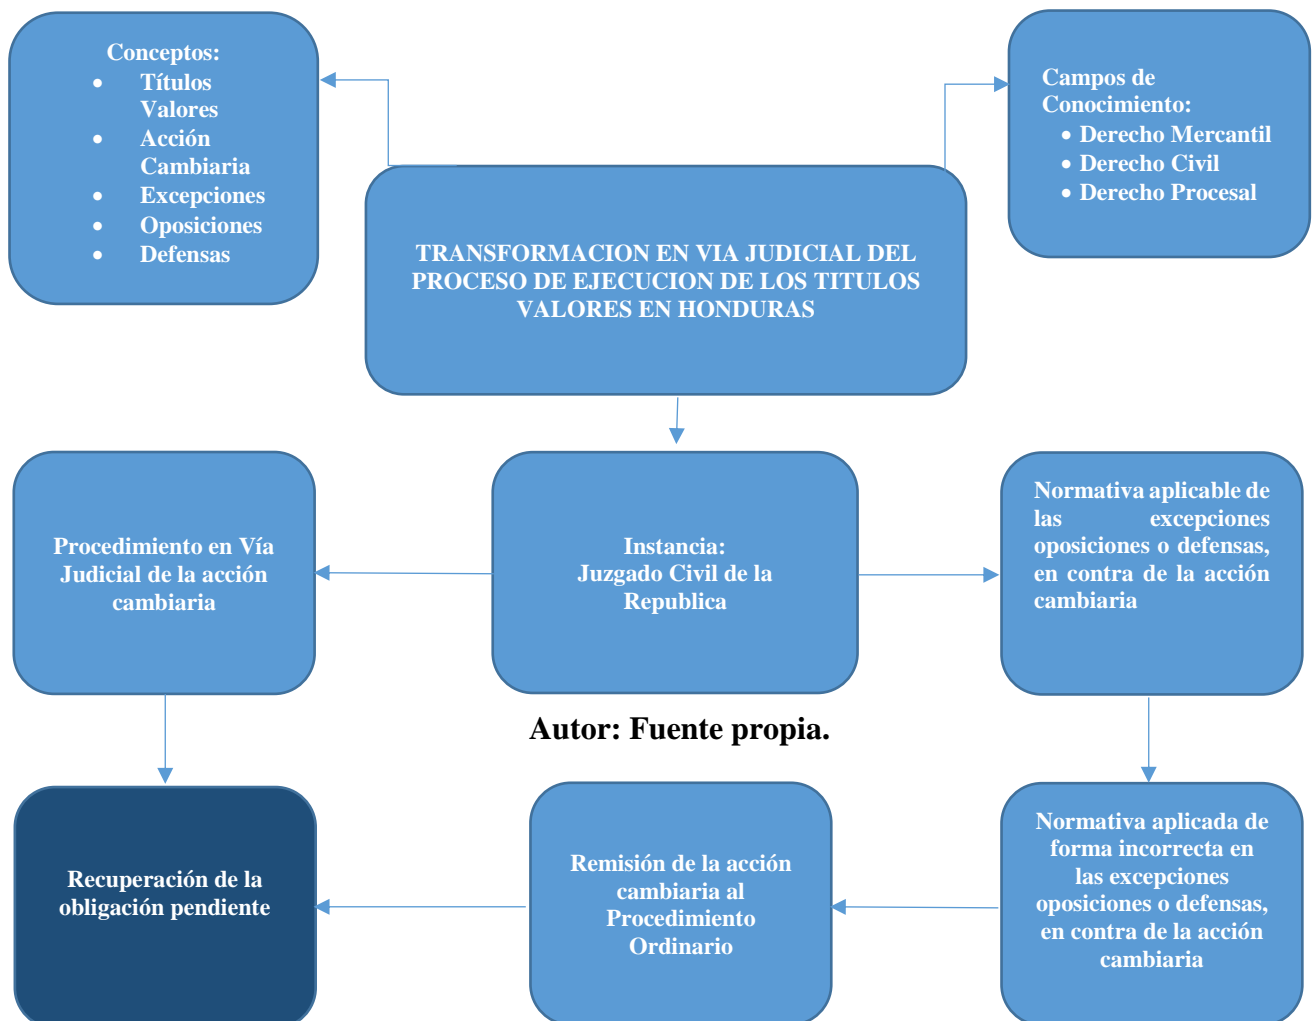 Conceptos:
• Títulos
Valores
• Acción
Cambiaria
• Excepciones
• Oposiciones
• Defensas
Campos de
Conocimiento:
• Derecho Mercantil
• Derecho Civil
• Derecho Procesal
TRANSFORMACION EN VIA JUDICIAL DEL
PROCESO DE EJECUCION DE LOS TITULOS
VALORES EN HONDURAS
Procedimiento en Vía
Judicial de la acción
cambiaria
Instancia:
Juzgado Civil de la
Republica
Normativa aplicable de
las excepciones
oposiciones o defensas,
en contra de la acción
cambiaria
Autor: Fuente propia.
Recuperación de la
obligación pendiente
Remisión de la acción
cambiaria al
Procedimiento
Ordinario
Normativa aplicada de
forma incorrecta en
las excepciones
oposiciones o defensas,
en contra de la acción
cambiaria